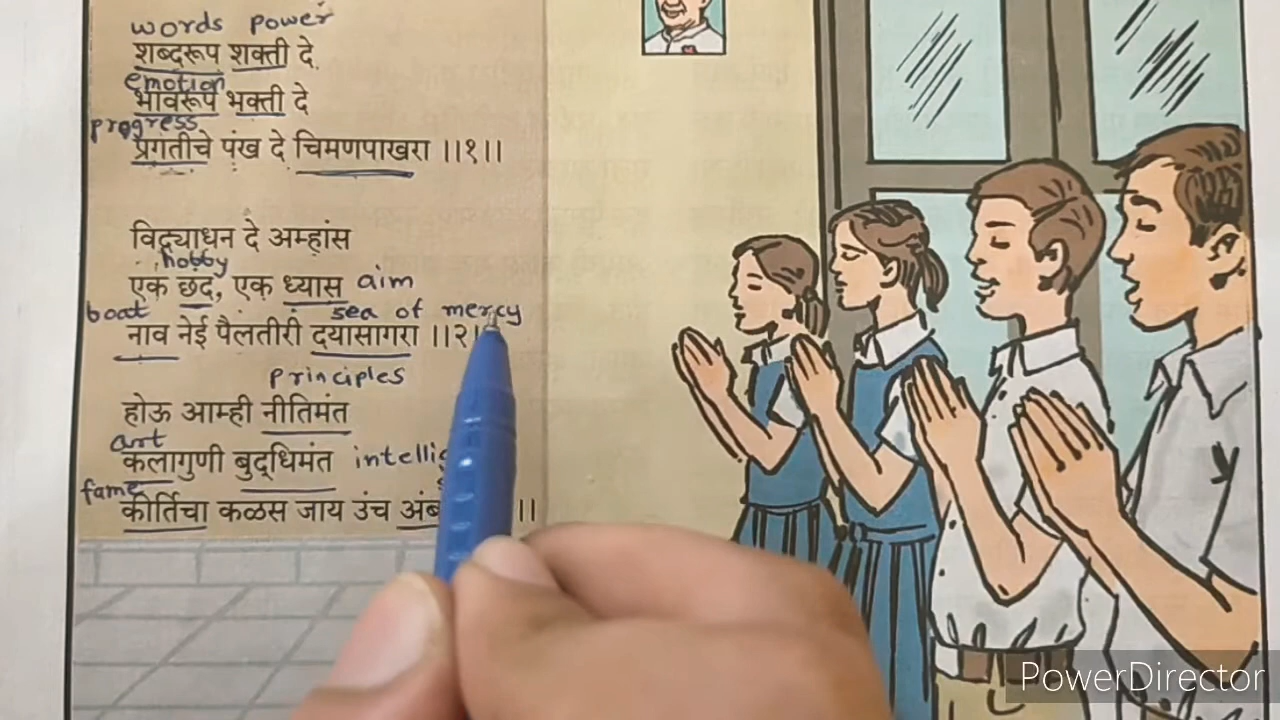 words power
शब्दरूप शक्ती दे
emotion
भावरूप भक्ती दे
progress
प्रगतीचे पंख दे चिमणपाखरा ।।१।।
विद्याधन दे अम्हांस
hobby
एक छंद, एक ध्यास aim
boat sea of mercy
नाव नेई पैलतीरी दयासागरा ।।२।
principles
होऊ आम्ही नीतिमंत
art
कलागुणी बुद्धिमंत
fame
कीर्तिचा कळस जाय उंच ।।
PowerDirector